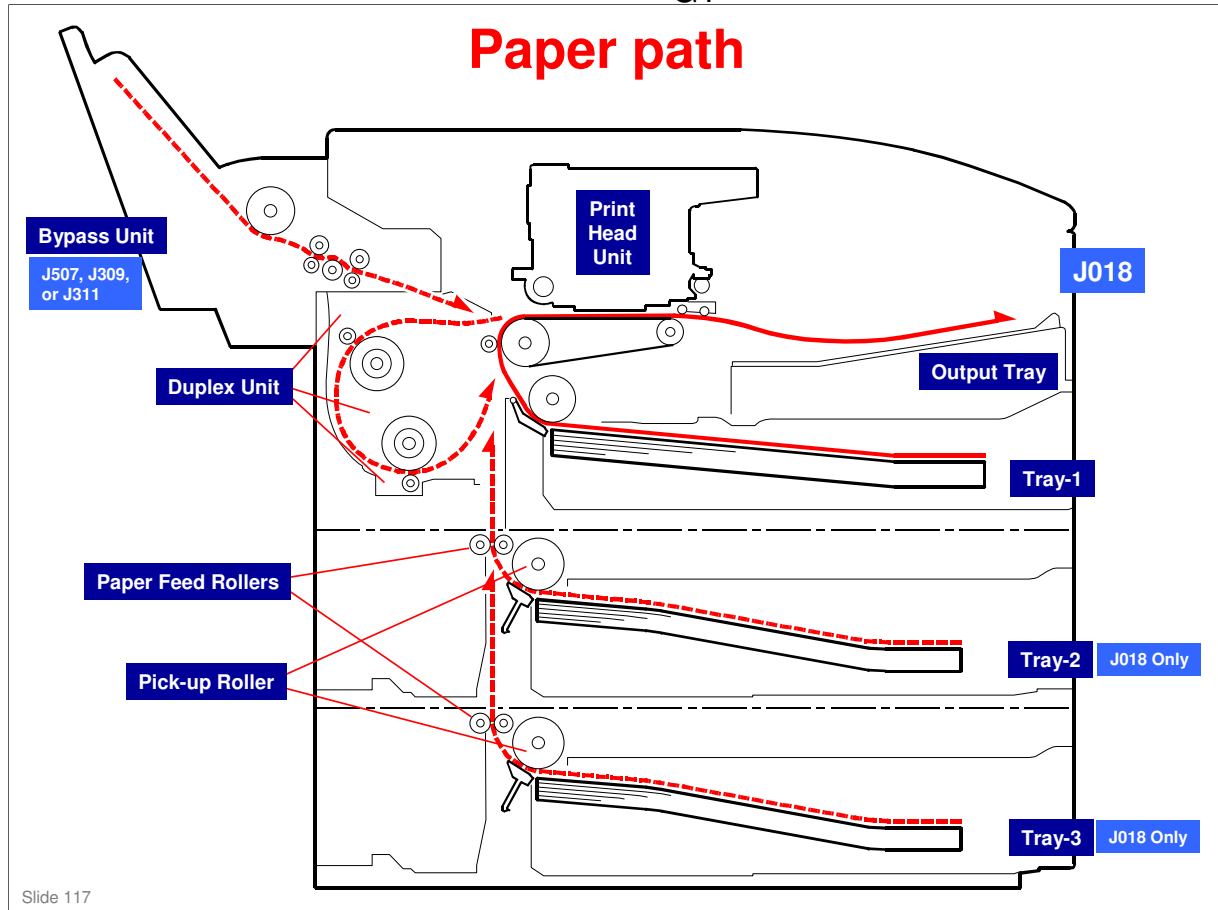 Paper path
Print
Head
Unit
Bypass Unit
J507, J309,
or J311
J018
Duplex Unit
Output Tray
Tray-1
Paper Feed Rollers
Tray-2
J018 Only
Pick-up Roller
Tray-3
J018 Only
Slide 117